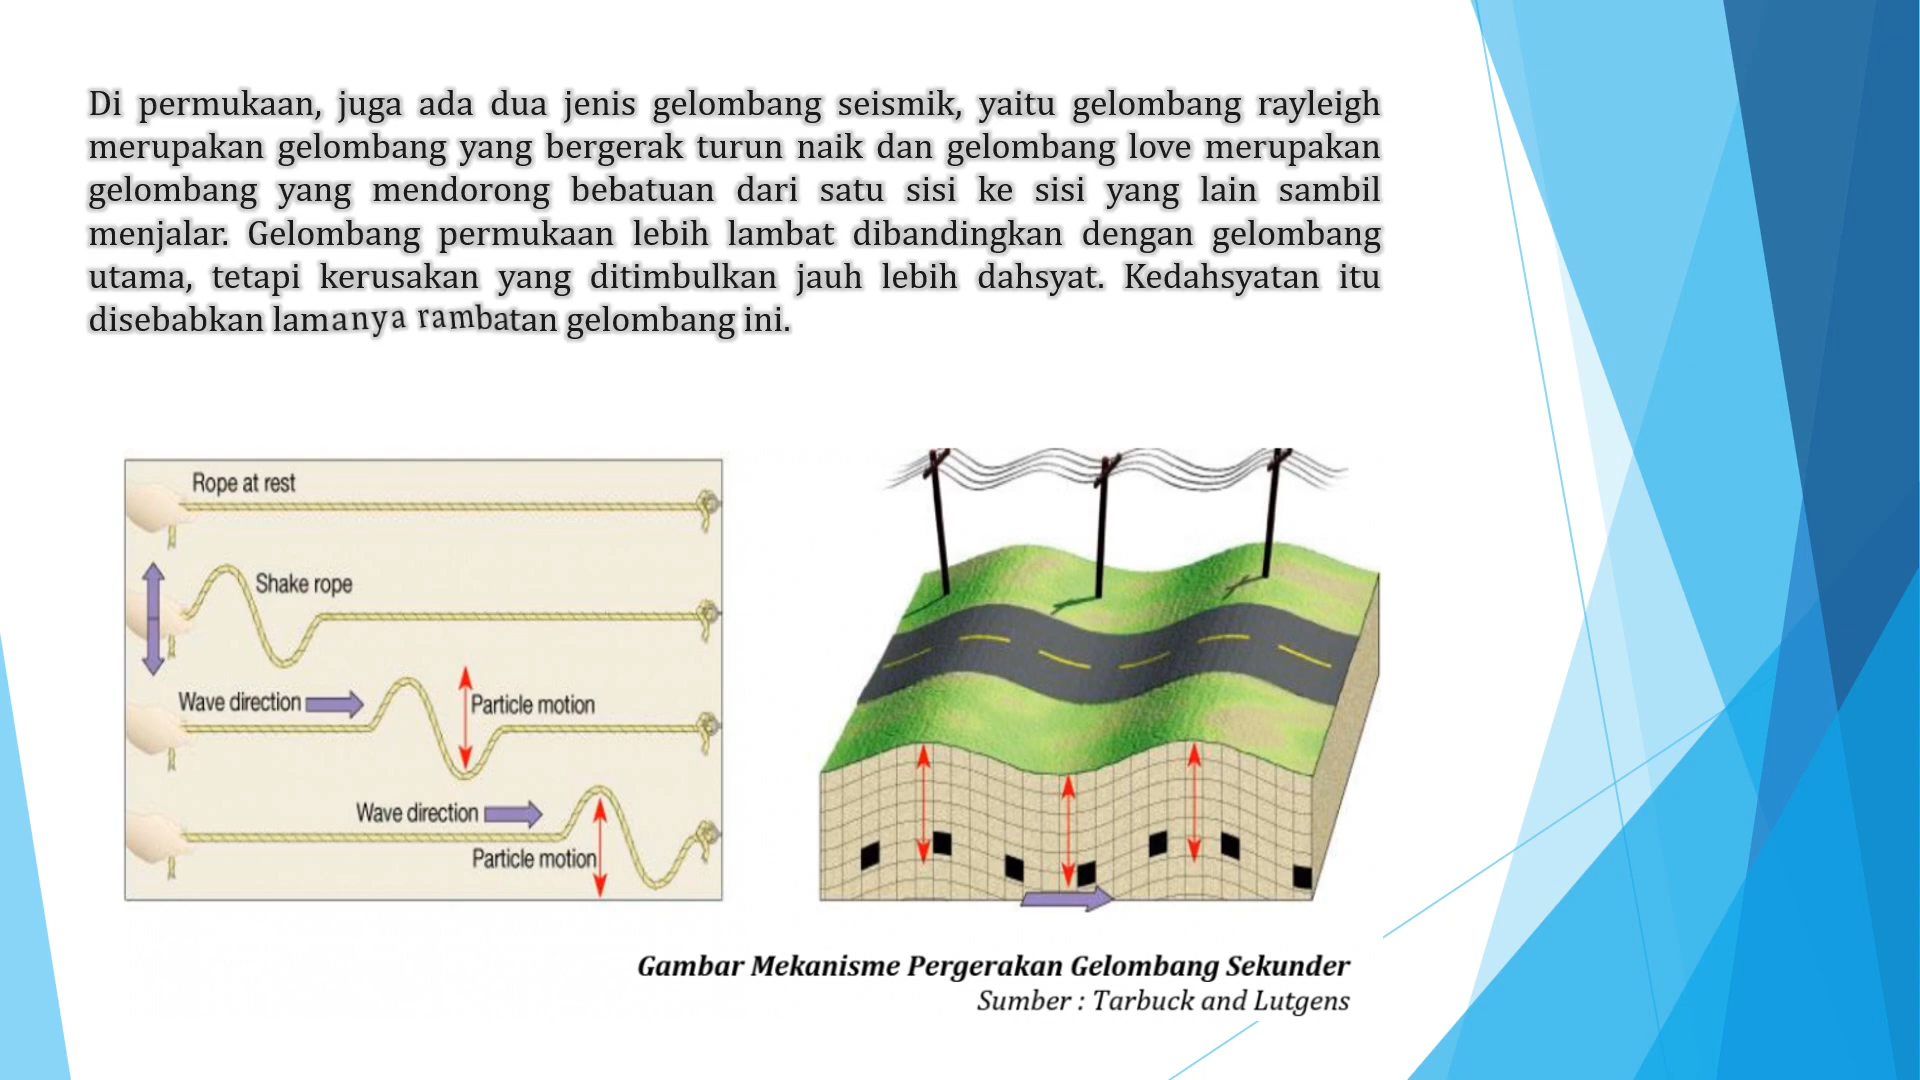 Di permukaan, juga ada dua jenis gelombang seismik, yaitu gelombang rayleigh
merupakan gelombang yang bergerak turun naik dan gelombang love merupakan
gelombang yang mendorong bebatuan dari satu sisi ke sisi yang lain sambil
menjalar. Gelombang permukaan lebih lambat dibandingkan dengan gelombang
utama, tetapi kerusakan yang ditimbulkan jauh lebih dahsyat. Kedahsyatan itu
disebabkan lamanya rambatan gelombang ini.
Rope at rest
Shake rope
Wave direction
Particle motion
Wave direction
Particle motion
Gambar Mekanisme Pergerakan Gelombang Sekunder
Sumber : Tarbuck and Lutgens